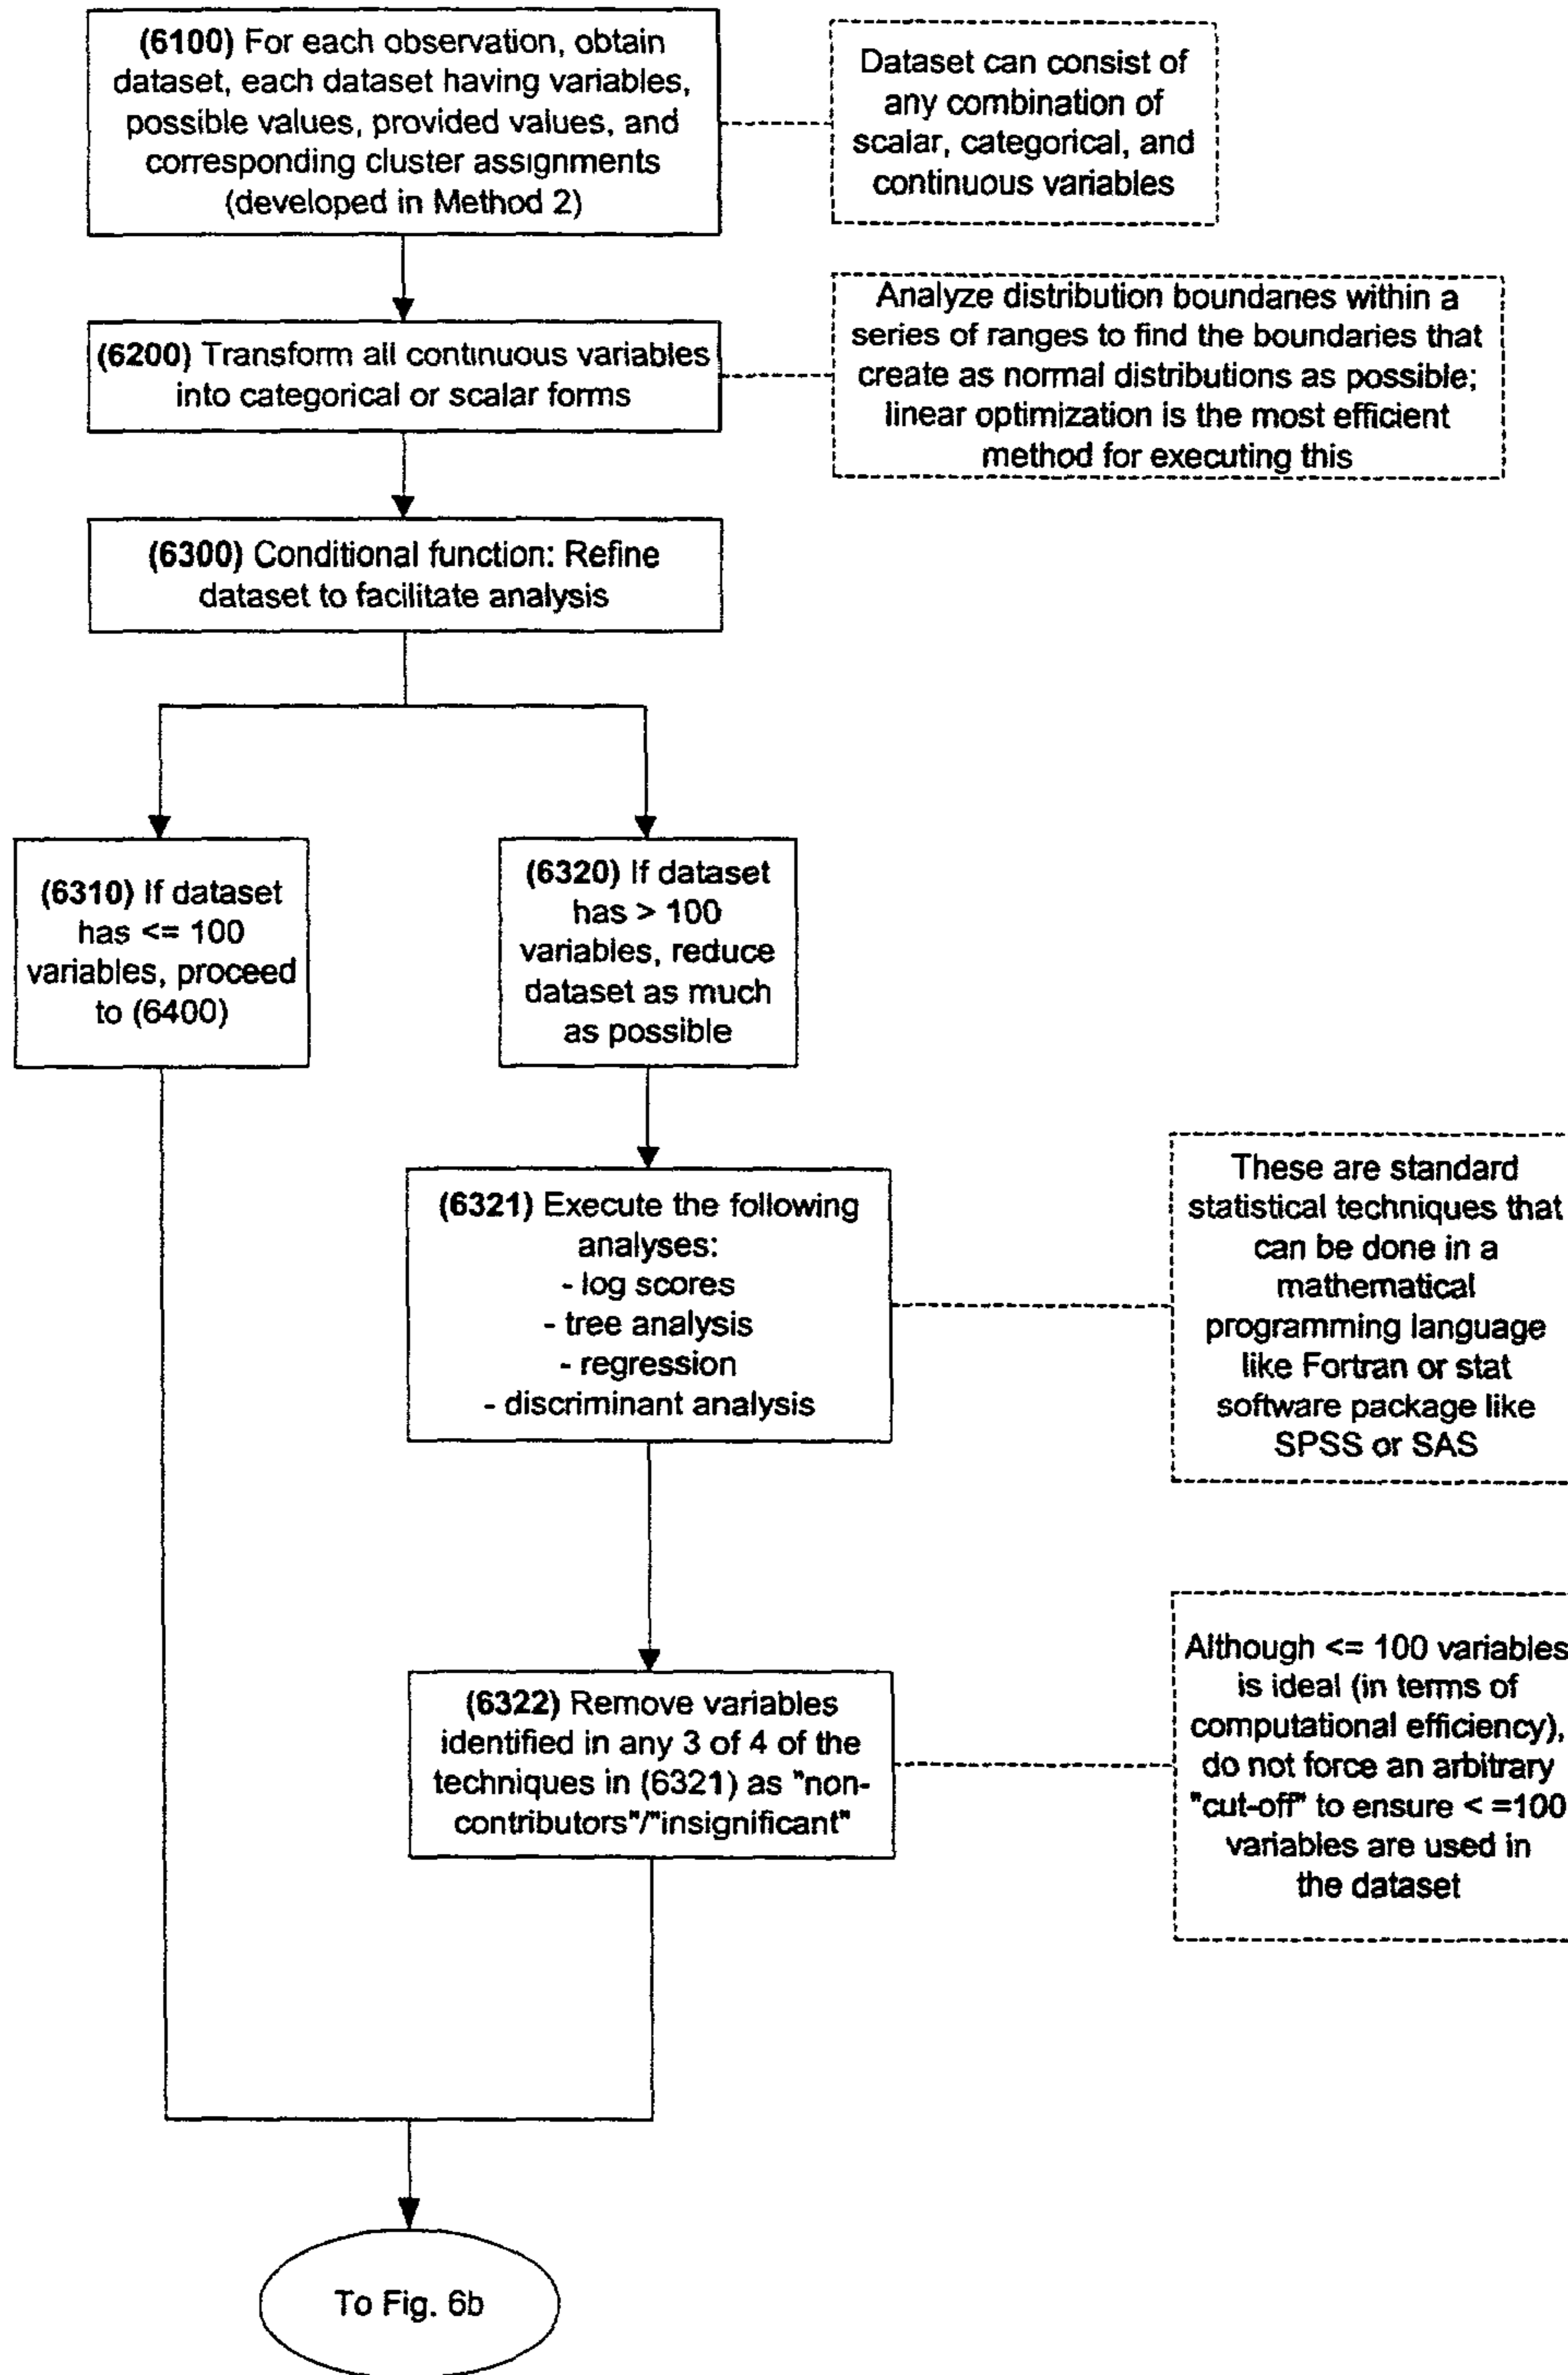 (6100) For each observation, obtain
dataset, each dataset having variables,
possible values, provided values, and
corresponding cluster assignments
(developed in Method 2)
Dataset can consist of
any combination of
scalar, categorical, and
continuous variables
(6200) Transform all continuous variables
into categorical or scalar forms
Analyze distribution boundaries within a
series of ranges to find the boundaries that
create as normal distributions as possible;
linear optimization is the most efficient
method for executing this
(6300) Conditional function: Refine
dataset to facilitate analysis
(6310) If dataset
has <= 100
variables, proceed
to (6400)
(6320) If dataset
has > 100
variables, reduce
dataset as much
as possible
(6321) Execute the following
analyses:
- log scores
- tree analysis
- regression
- discriminant analysis
These are standard
statistical techniques that
can be done in a
mathematical
programming language
like Fortran or stat
software package like
SPSS or SAS
(6322) Remove variables
identified in any 3 of 4 of the
techniques in (6321) as "non-
contributors"/"insignificant"
Although <= 100 variables
is ideal (in terms of
computational efficiency),
do not force an arbitrary
"cut-off" to ensure < =100
variables are used in
the dataset
To Fig. 6b